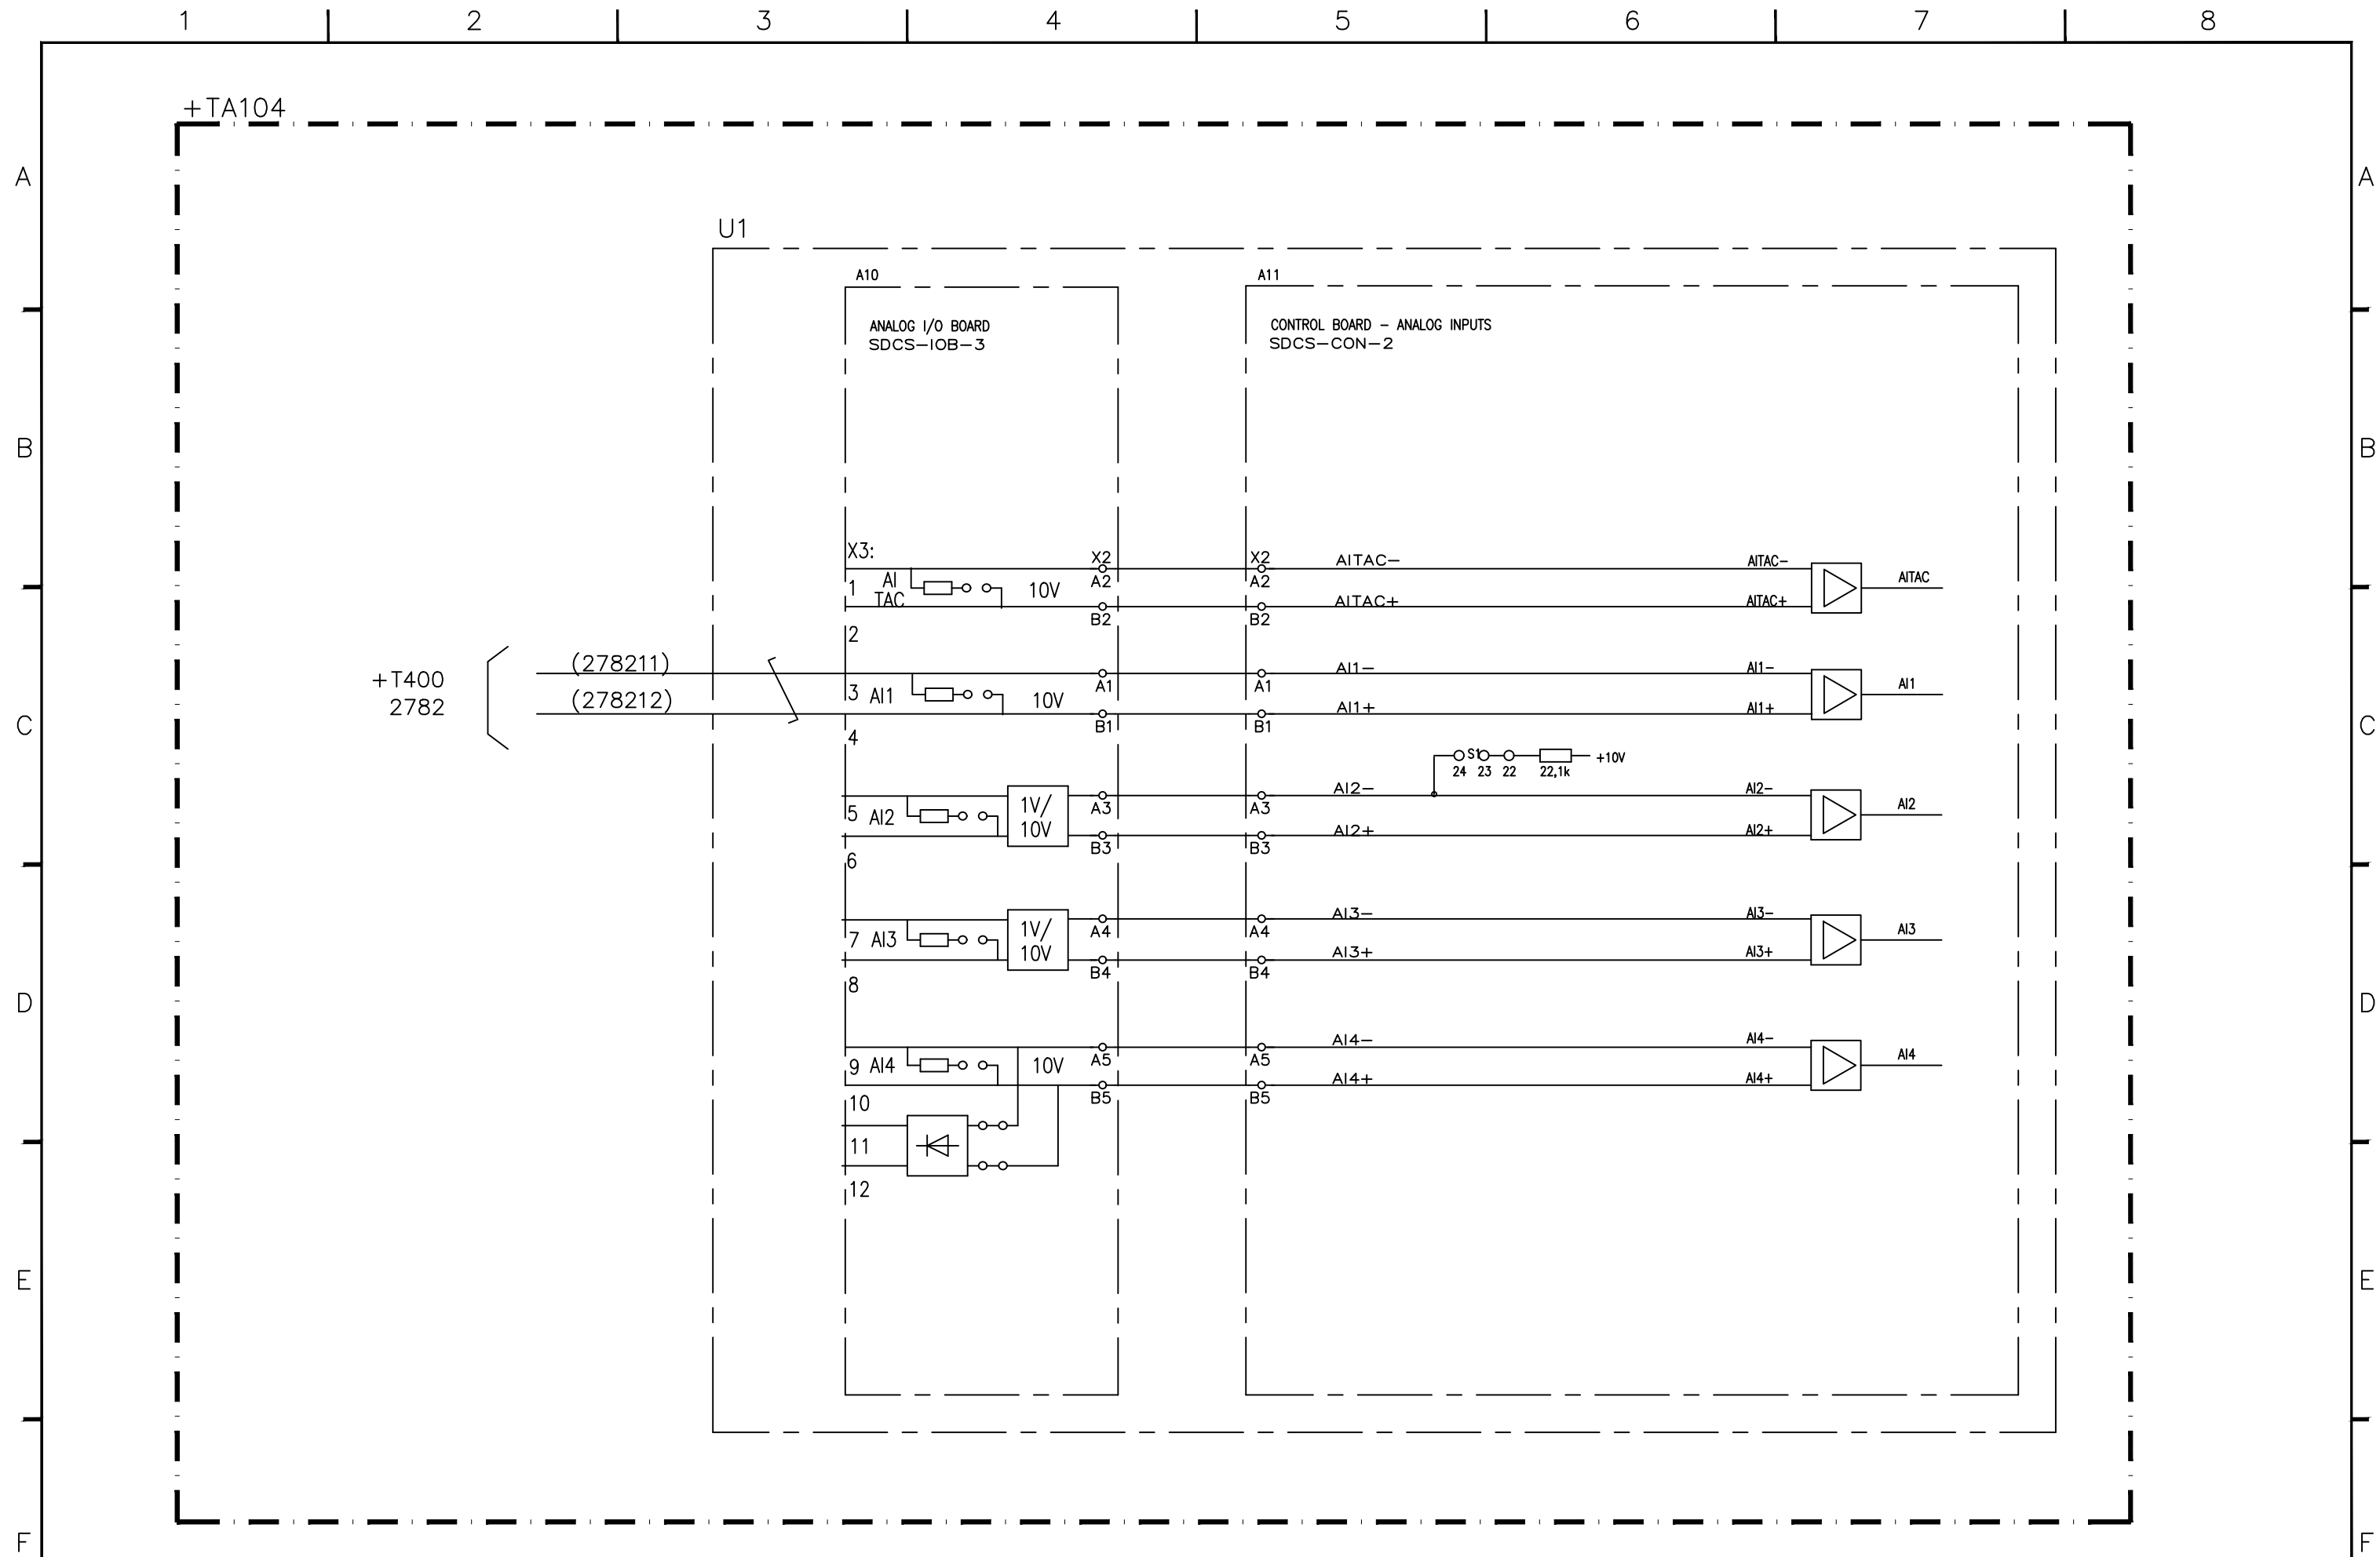 1 2 3 4 5 6 7 8
+TA104
A A
U1
A10 A11
ANALOG I/O BOARD CONTROL BOARD - ANALOG INPUTS
SDCS-IOB-3 SDCS-CON-2
B B
X3: X2 X2 AITAC- AITAC-
1 AI 10V A2 A2 AITAC
TAC AITAC+ AITAC+
B2 B2
2
(278211) AI1- AI1-
+T400 3 AI1 10V A1 A1 AI1
2782 (278212) AI1+ AI1+
C B1 B1 C
4
S1 +10V
24 23 22 22,1k
AI2- AI2-
5 AI2 1V/ A3 A3 AI2
10V AI2+ AI2+
B3 B3
6
AI3- AI3-
7 AI3 1V/ A4 A4 AI3
10V AI3+ AI3+
B4 B4
8
D D
AI4- AI4-
9 AI4 10V A5 A5 AI4
AI4+ AI4+
10 B5 B5
11
12
E E
F F